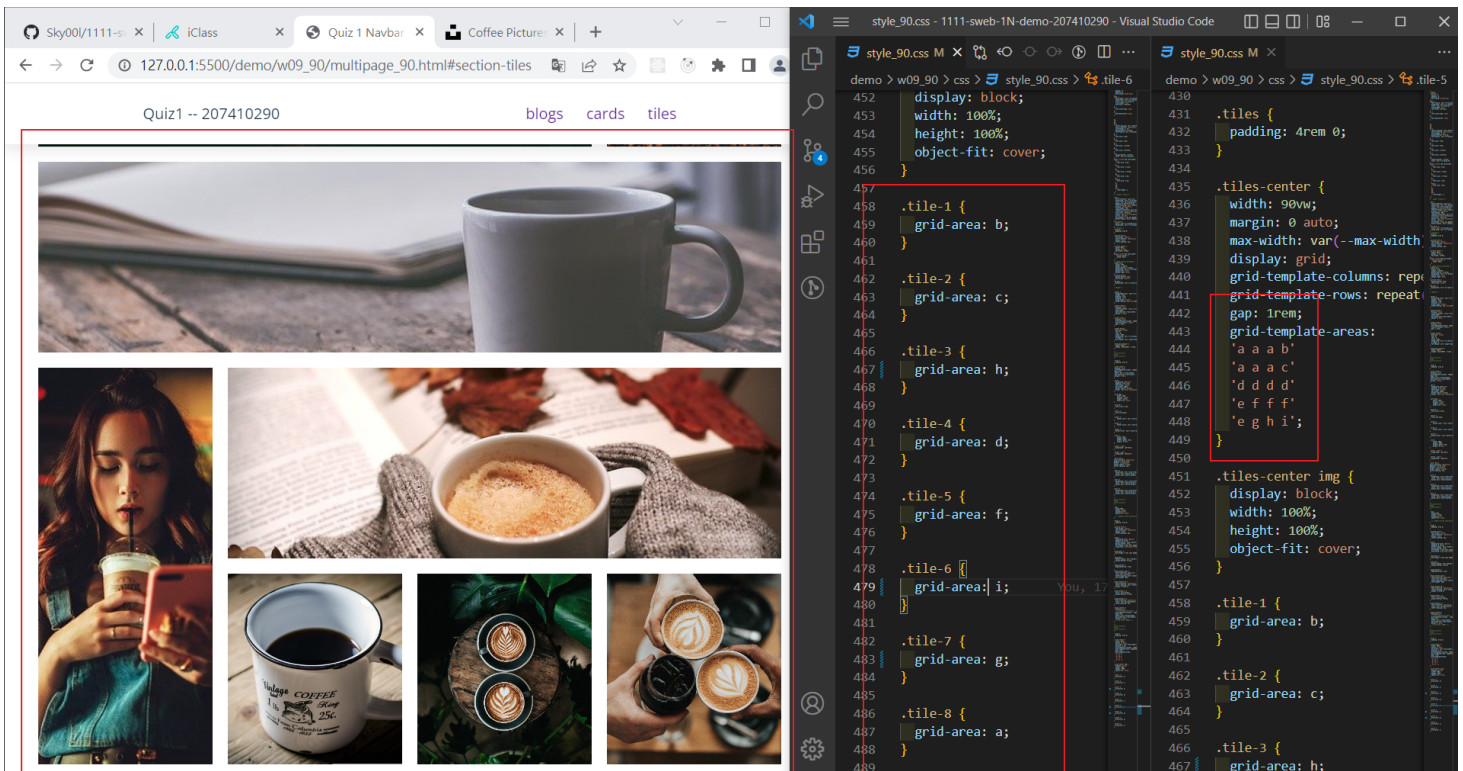 Sky00l/1111-s
iClass
Quiz 1 Navbar
Coffee Pictures
127.0.0.1:5500/demo/w09_90/multipage_90.html#section-tiles
Quiz1 -- 207410290
blogs
cards
tiles
Vintage COFFEE
1 lb King
25c.
Columbia
style_90.css - 1111-sweb-1N-demo-207410290 - Visual Studio Code
4
style_90.css M
demo > w09_90 > css > style_90.css > .tile-6
452 display: block;
453 width: 100%;
454 height: 100%;
455 object-fit: cover;
456 }
457
458 .tile-1 {
459 grid-area: b;
460 }
461
462 .tile-2 {
463 grid-area: c;
464 }
465
466 .tile-3 {
467 grid-area: h;
468 }
469
470 .tile-4 {
471 grid-area: d;
472 }
473
474 .tile-5 {
475 grid-area: f;
476 }
477
478 .tile-6 {
479 grid-area: i; You, 17
480 }
481
482 .tile-7 {
483 grid-area: g;
484 }
485
486 .tile-8 {
487 grid-area: a;
488 }
489
style_90.css M
demo > w09_90 > css > style_90.css > .tile-5
430
431 .tiles {
432 padding: 4rem 0;
433 }
434
435 .tiles-center {
436 width: 90vw;
437 margin: 0 auto;
438 max-width: var(--max-width)
439 display: grid;
440 grid-template-columns: repe
441 grid-template-rows: repeat(
442 gap: 1rem;
443 grid-template-areas:
444 'a a a b'
445 'a a a c'
446 'd d d d'
447 'e f f f'
448 'e g h i';
449 }
450
451 .tiles-center img {
452 display: block;
453 width: 100%;
454 height: 100%;
455 object-fit: cover;
456 }
457
458 .tile-1 {
459 grid-area: b;
460 }
461
462 .tile-2 {
463 grid-area: c;
464 }
465
466 .tile-3 {
467 grid-area: h;